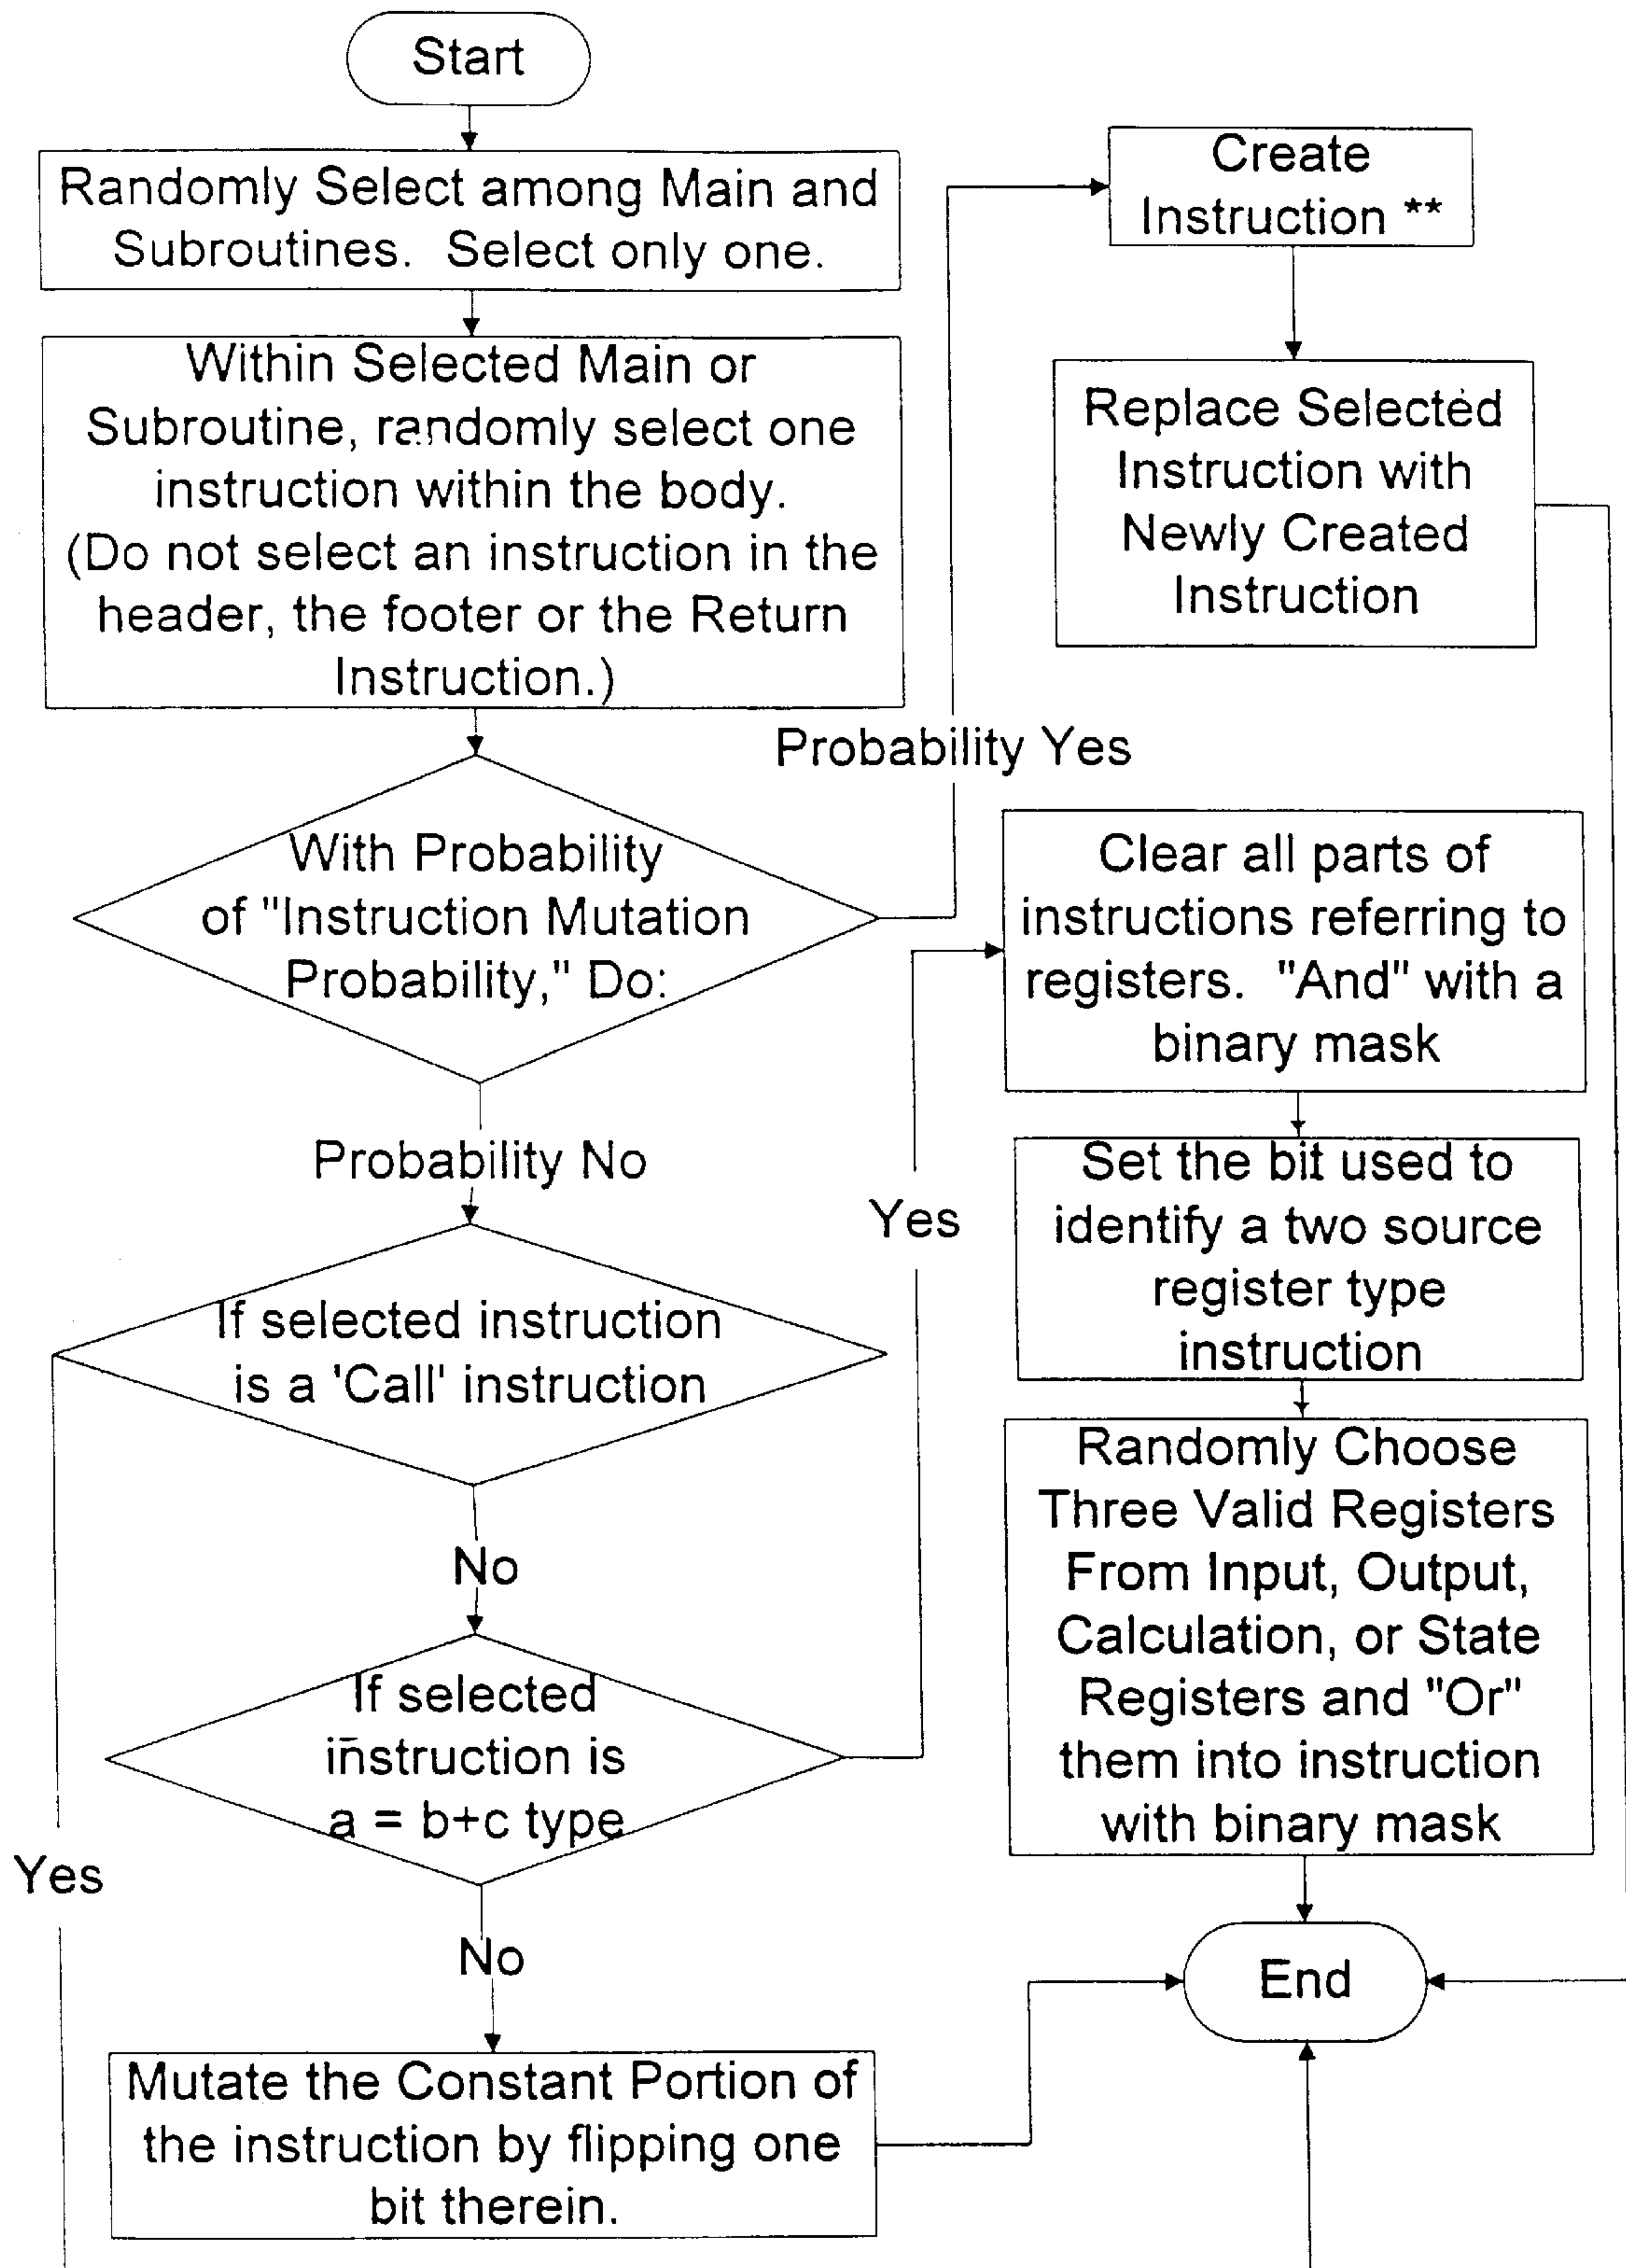 Start
Randomly Select among Main and
Subroutines. Select only one.
Within Selected Main or
Subroutine, randomly select one
instruction within the body.
(Do not select an instruction in the
header, the footer or the Return
Instruction.)
With Probability
of "Instruction Mutation
Probability," Do:
Probability Yes
Create
Instruction **
Replace Selected
Instruction with
Newly Created
Instruction
Probability No
If selected instruction
is a 'Call' instruction
Yes
No
If selected
instruction is
a = b+c type
Yes
Clear all parts of
instructions referring to
registers. "And" with a
binary mask
Set the bit used to
identify a two source
register type
instruction
Randomly Choose
Three Valid Registers
From Input, Output,
Calculation, or State
Registers and "Or"
them into instruction
with binary mask
No
Mutate the Constant Portion of
the instruction by flipping one
bit therein.
End